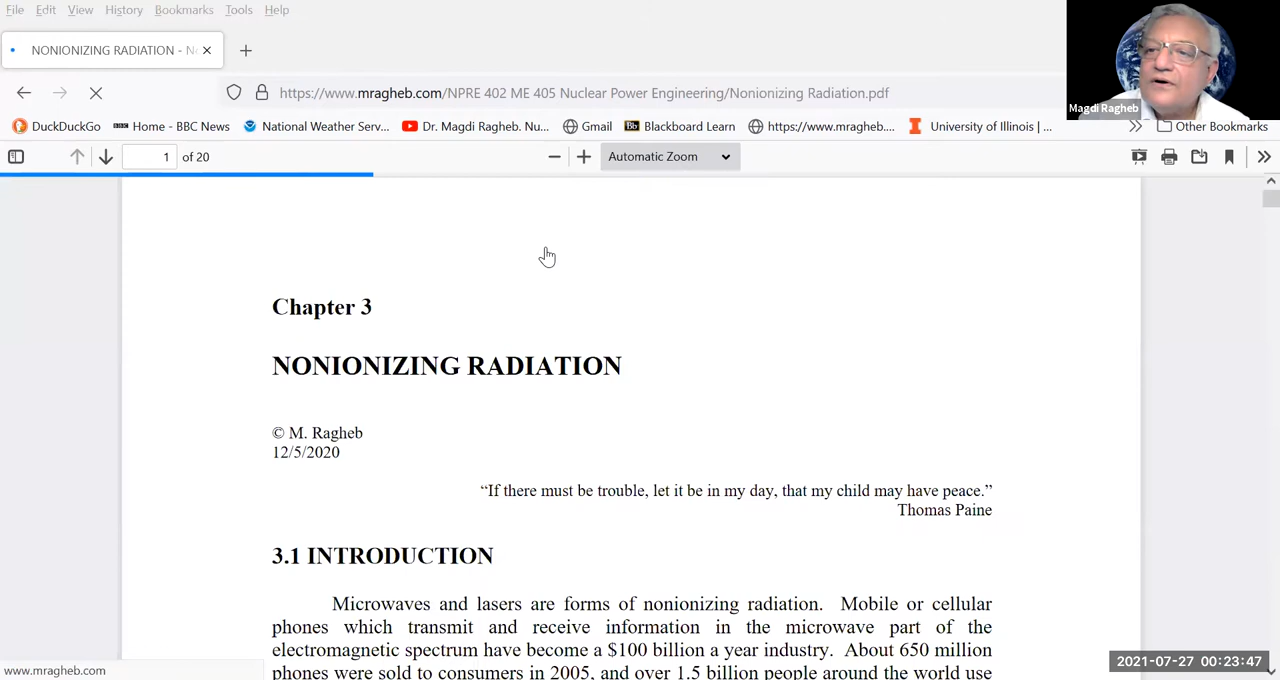 File Edit View History Bookmarks Tools Help
NONIONIZING RADIATION - N
https://www.mragheb.com/NPRE 402 ME 405 Nuclear Power Engineering/Nonionizing Radiation.pdf
Magdi Ragheb
DuckDuckGo BBC Home - BBC News National Weather Serv... Dr. Magdi Ragheb. Nu... Gmail Bb Blackboard Learn https://www.mragheb.... I University of Illinois |... Other Bookmarks
1 of 20 Automatic Zoom
Chapter 3
NONIONIZING RADIATION
© M. Ragheb
12/5/2020
“If there must be trouble, let it be in my day, that my child may have peace.”
Thomas Paine
3.1 INTRODUCTION
Microwaves and lasers are forms of nonionizing radiation. Mobile or cellular
phones which transmit and receive information in the microwave part of the
electromagnetic spectrum have become a $100 billion a year industry. About 650 million
phones were sold to consumers in 2005, and over 1.5 billion people around the world use
www.mragheb.com
2021-07-27 00:23:47